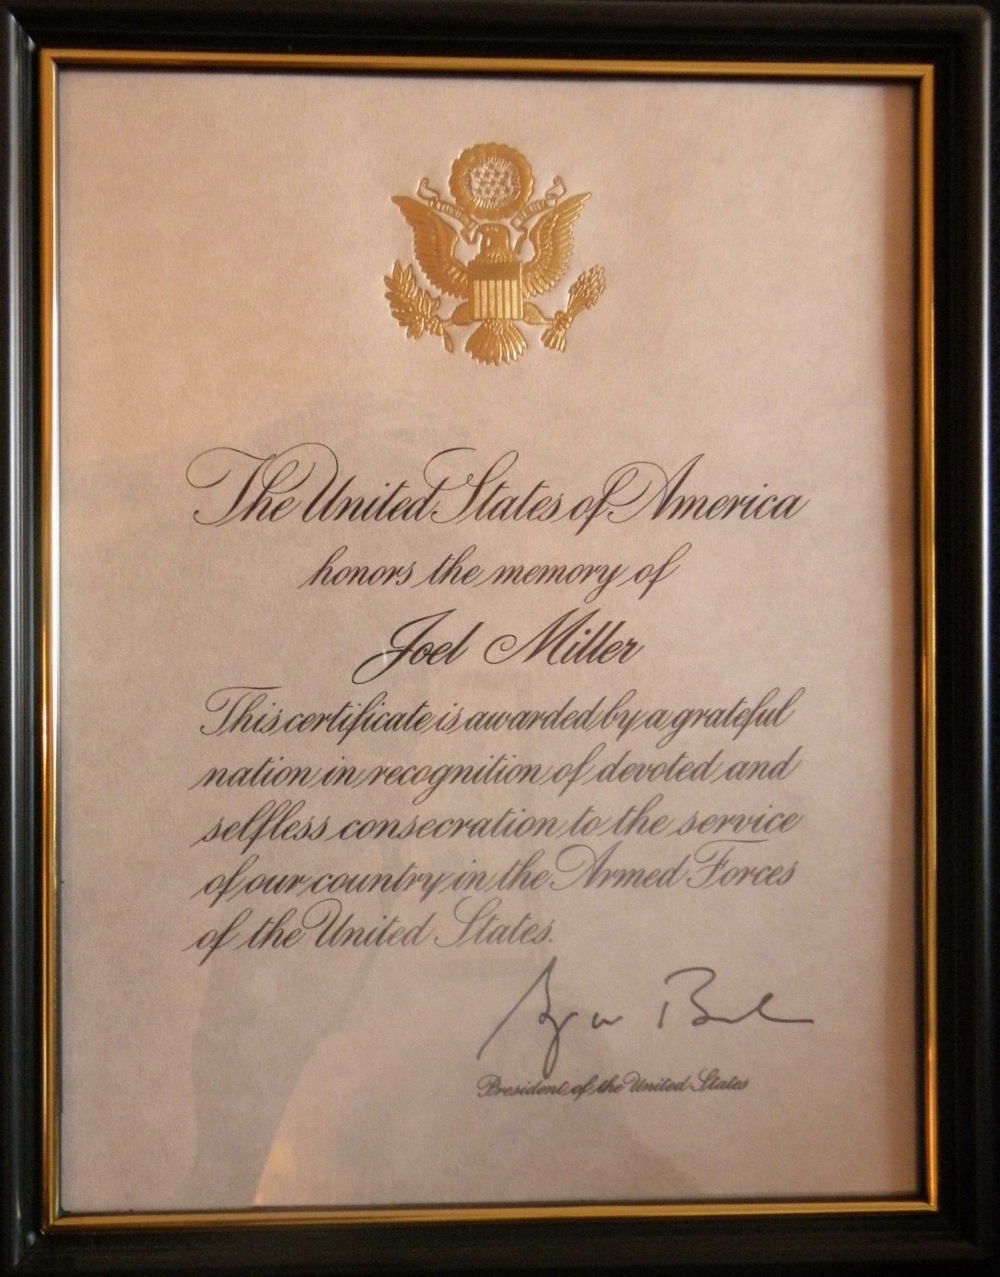 The United States of America
honors the memory of
Joel Miller
This certificate is awarded by a grateful
nation in recognition of devoted and
selfless consecration to the service
of our country in the Armed Forces
of the United States.
President of the United States